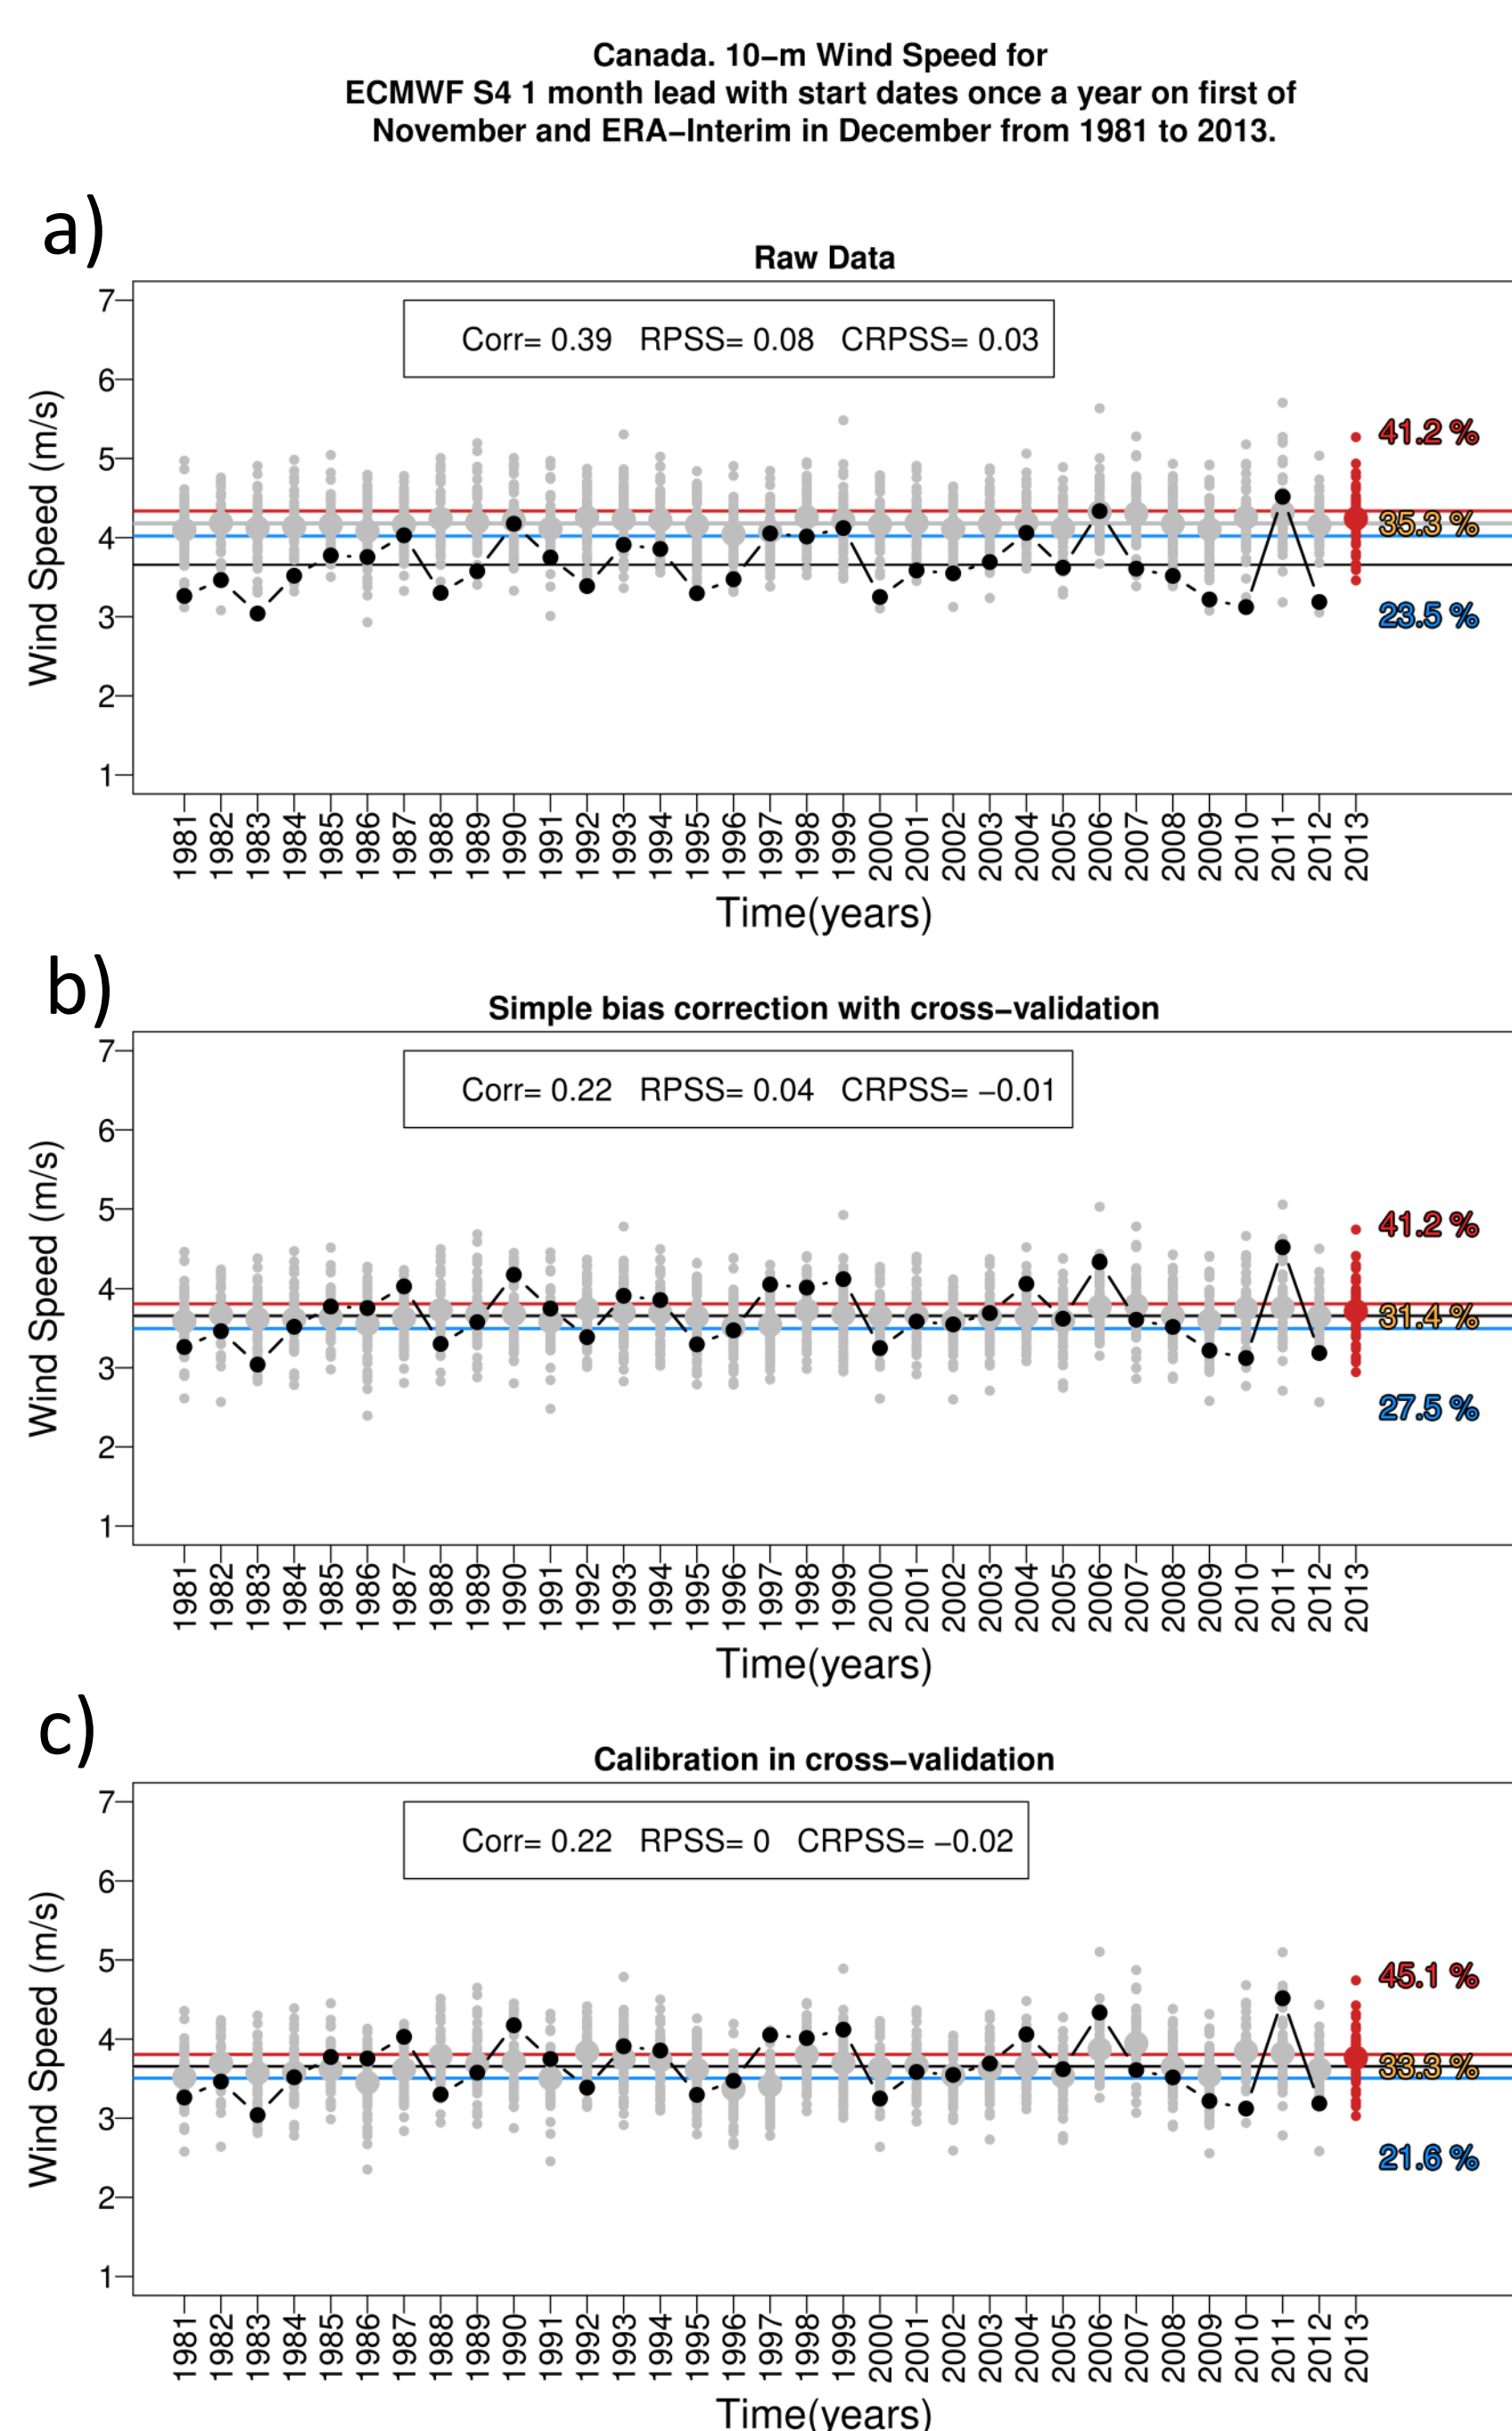 Canada. 10−m Wind Speed for
ECMWF S4 1 month lead with start dates once a year on first of
November and ERA−Interim in December from 1981 to 2013.
a)
Raw Data
Corr= 0.39 RPSS= 0.08 CRPSS= 0.03
Wind Speed (m/s)
7
6
5
4
3
2
1
41.2 %
35.3 %
23.5 %
1981 1982 1983 1984 1985 1986 1987 1988 1989 1990 1991 1992 1993 1994 1995 1996 1997 1998 1999 2000 2001 2002 2003 2004 2005 2006 2007 2008 2009 2010 2011 2012 2013
Time(years)
b)
Simple bias correction with cross−validation
Corr= 0.22 RPSS= 0.04 CRPSS= −0.01
Wind Speed (m/s)
7
6
5
4
3
2
1
41.2 %
31.4 %
27.5 %
1981 1982 1983 1984 1985 1986 1987 1988 1989 1990 1991 1992 1993 1994 1995 1996 1997 1998 1999 2000 2001 2002 2003 2004 2005 2006 2007 2008 2009 2010 2011 2012 2013
Time(years)
c)
Calibration in cross−validation
Corr= 0.22 RPSS= 0 CRPSS= −0.02
Wind Speed (m/s)
7
6
5
4
3
2
1
45.1 %
33.3 %
21.6 %
1981 1982 1983 1984 1985 1986 1987 1988 1989 1990 1991 1992 1993 1994 1995 1996 1997 1998 1999 2000 2001 2002 2003 2004 2005 2006 2007 2008 2009 2010 2011 2012 2013
Time(years)